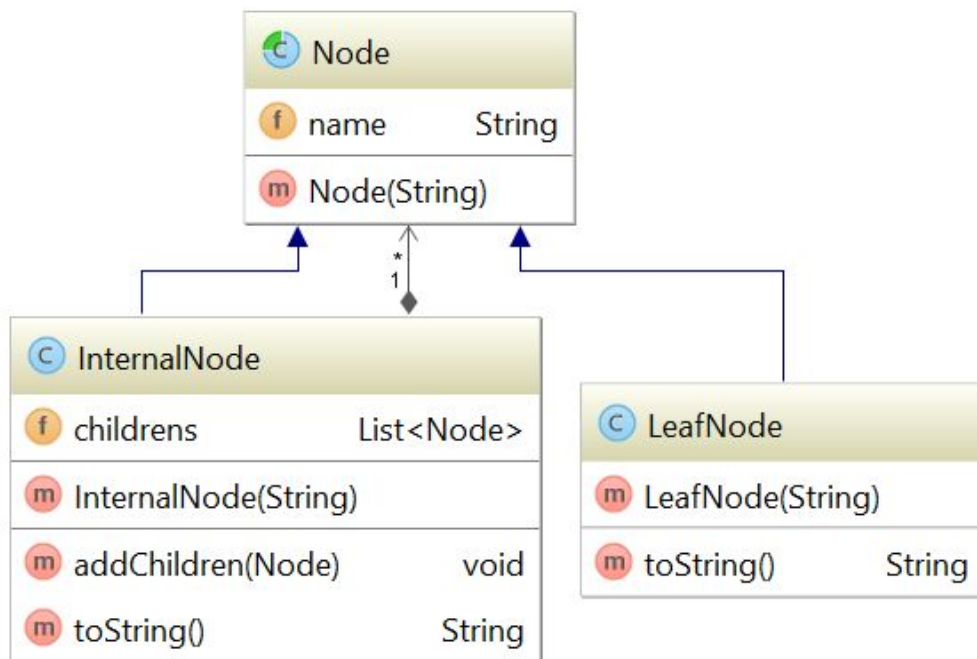 C Node
f name String
m Node(String)
*
1
C InternalNode
f childrens List<Node>
m InternalNode(String)
m addChildren(Node) void
m toString() String
C LeafNode
m LeafNode(String)
m toString() String